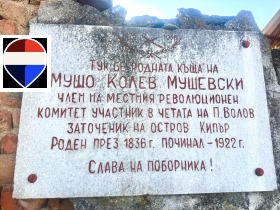 ТУК БЕ РОДНАТА КЪЩА НА
МУШО КОЛЕВ МУШЕВСКИ
ЧЛЕН НА МЕСТНИЯ РЕВОЛЮЦИОНЕН
КОМИТЕТ УЧАСТНИК В ЧЕТАТА НА П. ВОЛОВ
ЗАТОЧЕНИК НА ОСТРОВ КИПЪР
РОДЕН ПРЕЗ 1836 Г. ПОЧИНАЛ - 1922 Г.
СЛАВА НА ПОБОРНИКА!